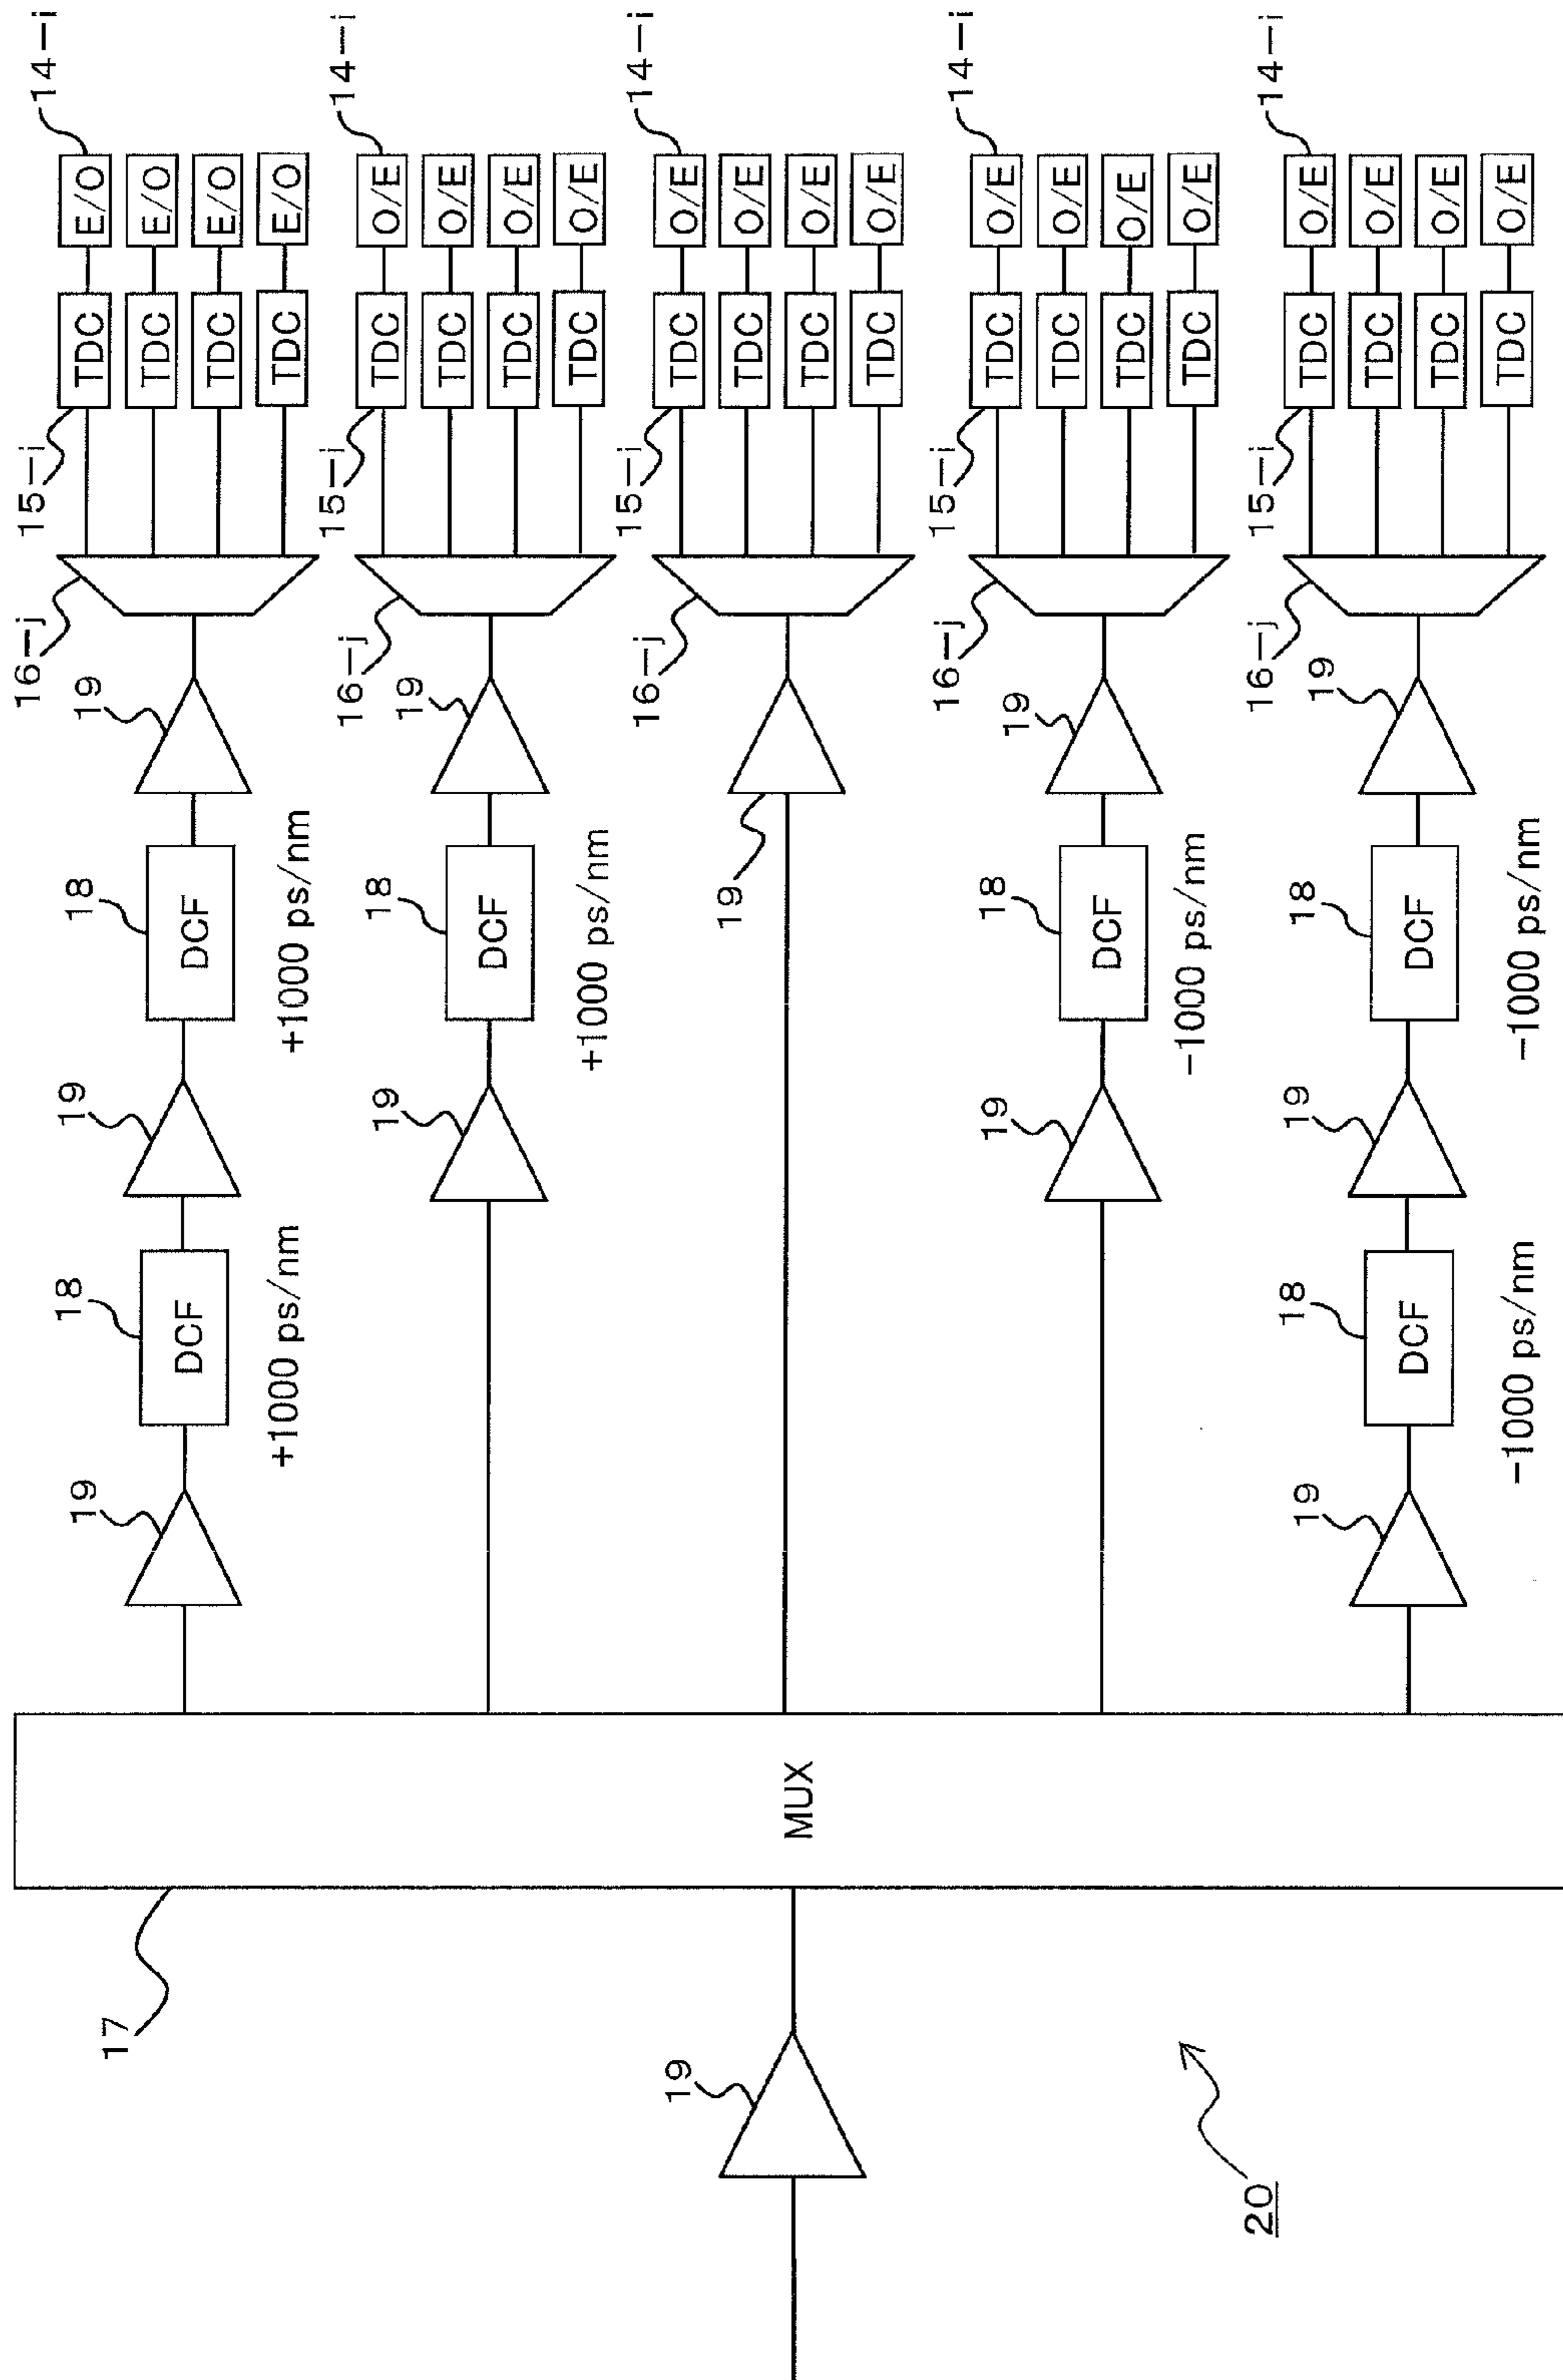 14-i
E/O
E/O
E/O
E/O
15-i
TDC
TDC
TDC
TDC
16-j
19
18
DCF
+1000 ps/nm
19
18
DCF
+1000 ps/nm
19
14-i
O/E
O/E
O/E
O/E
15-i
TDC
TDC
TDC
TDC
16-j
19
18
DCF
+1000 ps/nm
19
14-i
O/E
O/E
O/E
O/E
15-i
TDC
TDC
TDC
TDC
16-j
19
14-i
O/E
O/E
O/E
O/E
15-i
TDC
TDC
TDC
TDC
16-j
19
18
DCF
-1000 ps/nm
19
14-i
O/E
O/E
O/E
O/E
15-i
TDC
TDC
TDC
TDC
16-j
19
18
DCF
-1000 ps/nm
19
18
DCF
-1000 ps/nm
19
MUX
17
19
20